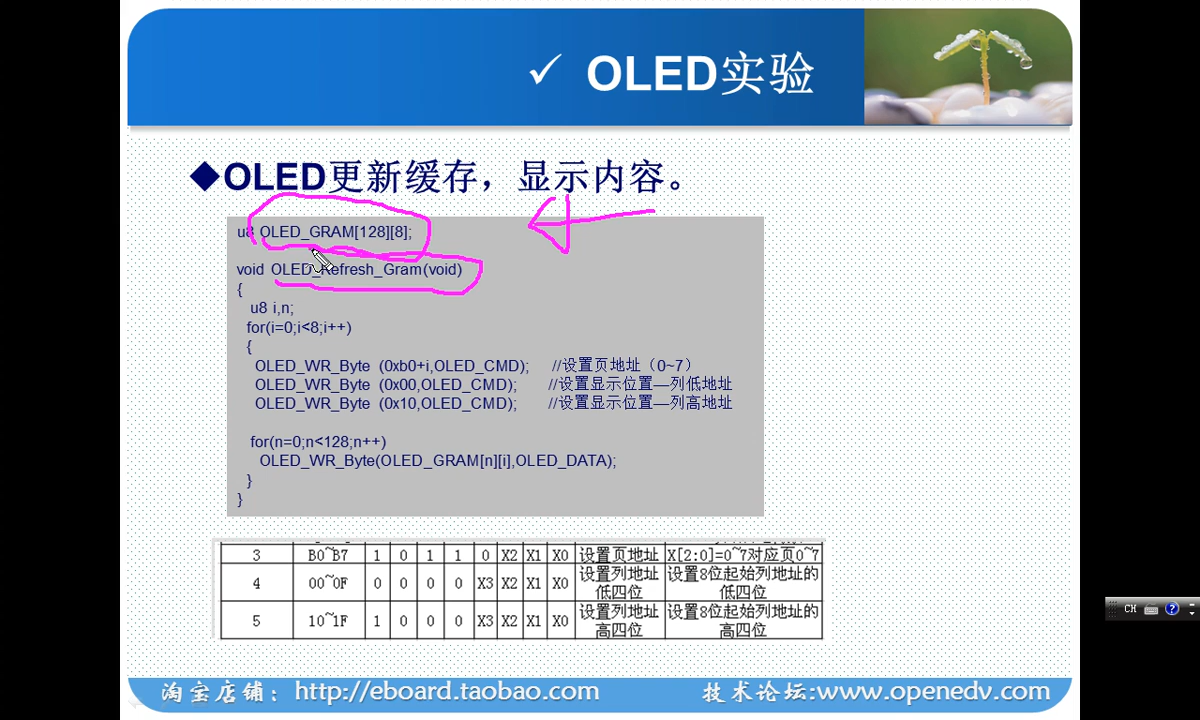 ✓ OLED实验
◆OLED更新缓存，显示内容。
u8 OLED_GRAM[128][8];
void OLED_Refresh_Gram(void)
{
u8 i,n;
for(i=0;i<8;i++)
{
OLED_WR_Byte (0xb0+i,OLED_CMD); //设置页地址（0~7）
OLED_WR_Byte (0x00,OLED_CMD); //设置显示位置—列低地址
OLED_WR_Byte (0x10,OLED_CMD); //设置显示位置—列高地址
for(n=0;n<128;n++)
OLED_WR_Byte(OLED_GRAM[n][i],OLED_DATA);
}
}
3 B0~B7 1 0 1 1 0 X2 X1 X0 设置页地址 X[2:0]=0~7对应页0~7
4 00~0F 0 0 0 0 X3 X2 X1 X0 设置列地址低四位 设置8位起始列地址的低四位
5 10~1F 1 0 0 0 X3 X2 X1 X0 设置列地址高四位 设置8位起始列地址的高四位
CH
淘宝店铺：http://eboard.taobao.com 技术论坛:www.openedv.com